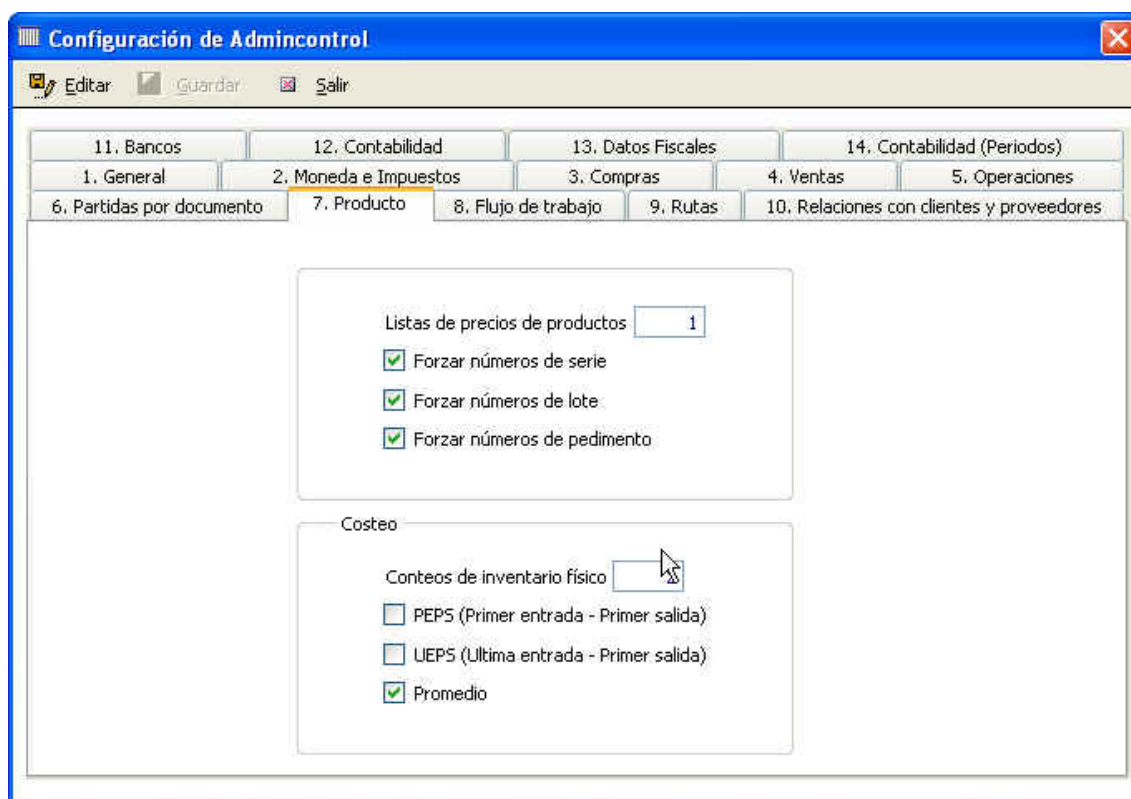 Configuración de Admincontrol
Editar Guardar Salir
11. Bancos 12. Contabilidad 13. Datos Fiscales 14. Contabilidad (Periodos)
1. General 2. Moneda e Impuestos 3. Compras 4. Ventas 5. Operaciones
6. Partidas por documento 7. Producto 8. Flujo de trabajo 9. Rutas 10. Relaciones con clientes y proveedores
Listas de precios de productos 1
Forzar números de serie
Forzar números de lote
Forzar números de pedimento
Costeo
Conteos de inventario físico
PEPS (Primer entrada - Primer salida)
UEPS (Ultima entrada - Primer salida)
Promedio